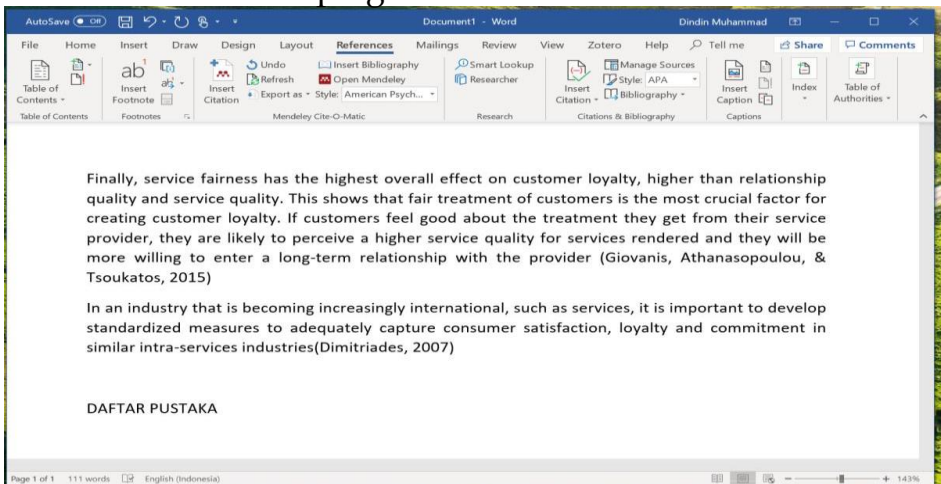 AutoSave Off Document1 - Word Dindin Muhammad
File Home Insert Draw Design Layout References Mailings Review View Zotero Help Tell me Share Comments
Table of Contents
Insert Footnote
Insert Citation
Undo
Refresh
Export as
Insert Bibliography
Open Mendeley
Style: American Psych...
Smart Lookup
Researcher
Insert Citation
Manage Sources
Style: APA
Bibliography
Insert Caption
Index
Table of Authorities
Table of Contents Footnotes Mendeley Cite-O-Matic Research Citations & Bibliography Captions
Finally, service fairness has the highest overall effect on customer loyalty, higher than relationship
quality and service quality. This shows that fair treatment of customers is the most crucial factor for
creating customer loyalty. If customers feel good about the treatment they get from their service
provider, they are likely to perceive a higher service quality for services rendered and they will be
more willing to enter a long-term relationship with the provider (Giovanis, Athanasopoulou, &
Tsoukatos, 2015)
In an industry that is becoming increasingly international, such as services, it is important to develop
standardized measures to adequately capture consumer satisfaction, loyalty and commitment in
similar intra-services industries(Dimitriades, 2007)
DAFTAR PUSTAKA
Page 1 of 1 111 words English (Indonesia) 143%